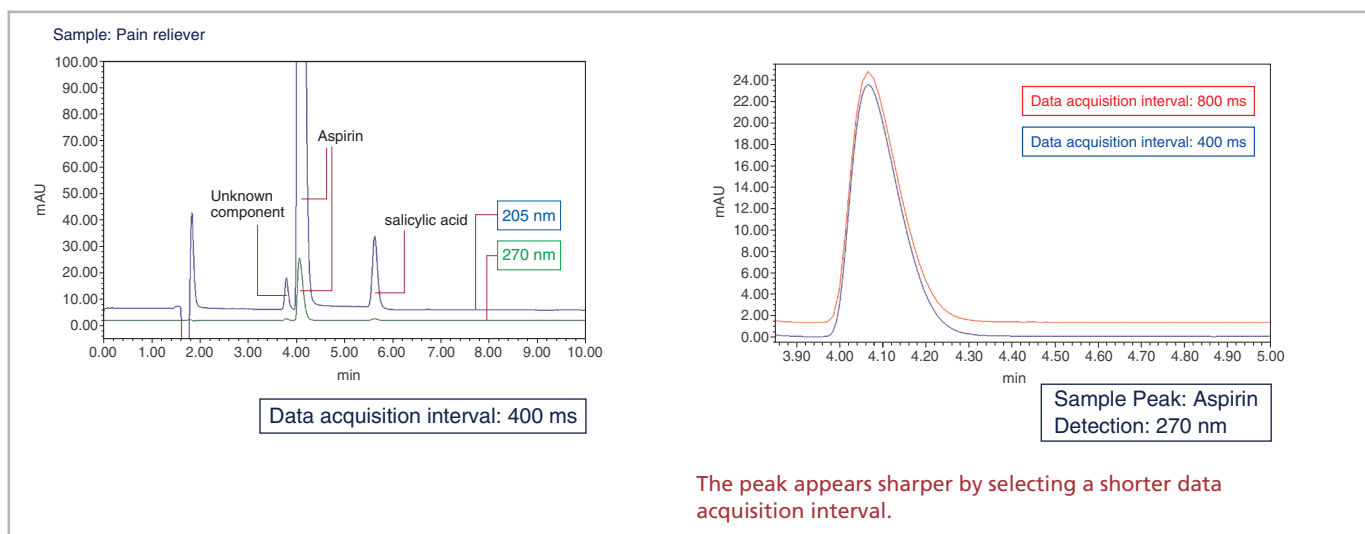 Sample: Pain reliever
100.00
90.00
80.00
70.00
60.00
50.00
40.00
30.00
20.00
10.00
0.00
mAU
Aspirin
Unknown
component
salicylic acid
205 nm
270 nm
0.00 1.00 2.00 3.00 4.00 5.00 6.00 7.00 8.00 9.00 10.00
min
Data acquisition interval: 400 ms
24.00
22.00
20.00
18.00
16.00
14.00
12.00
10.00
8.00
6.00
4.00
2.00
0.00
mAU
Data acquisition interval: 800 ms
Data acquisition interval: 400 ms
3.90 4.00 4.10 4.20 4.30 4.40 4.50 4.60 4.70 4.80 4.90 5.00
min
Sample Peak: Aspirin
Detection: 270 nm
The peak appears sharper by selecting a shorter data
acquisition interval.